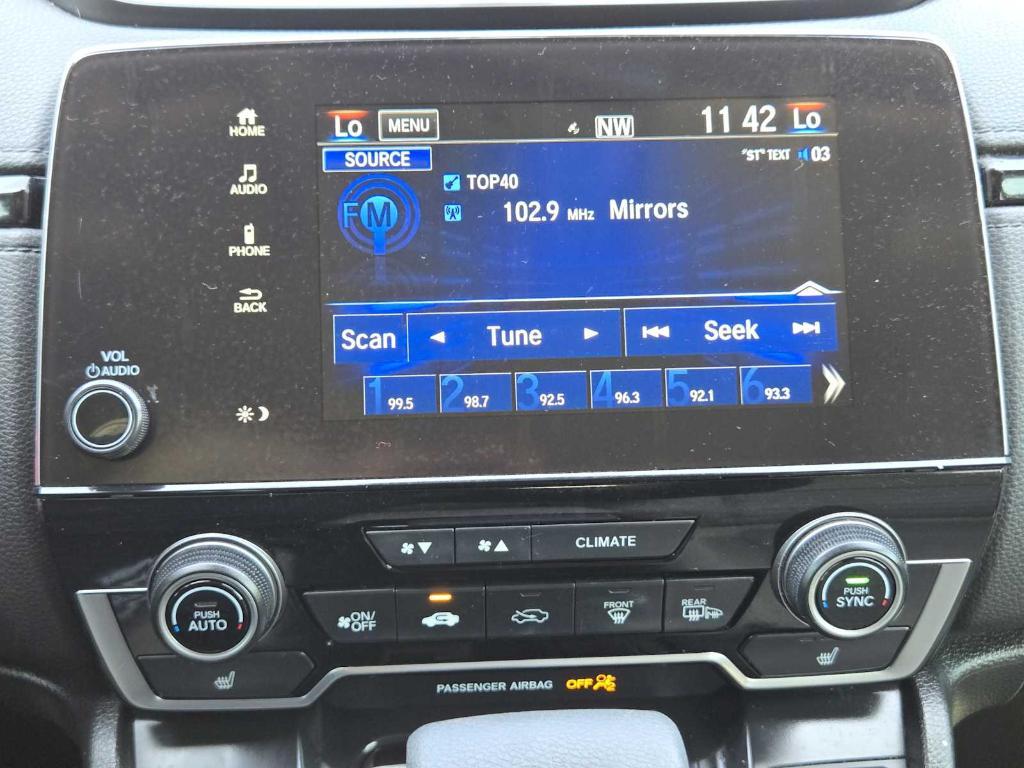 HOME
AUDIO
PHONE
BACK
VOL
AUDIO
Lo MENU NW 11 42 Lo
SOURCE "ST" TEXT 03
FM TOP40
102.9 MHz Mirrors
Scan Tune Seek
1 99.5 2 98.7 3 92.5 4 96.3 5 92.1 6 93.3
CLIMATE
PUSH AUTO
ON/OFF
FRONT
REAR
PUSH SYNC
PASSENGER AIRBAG OFF 2